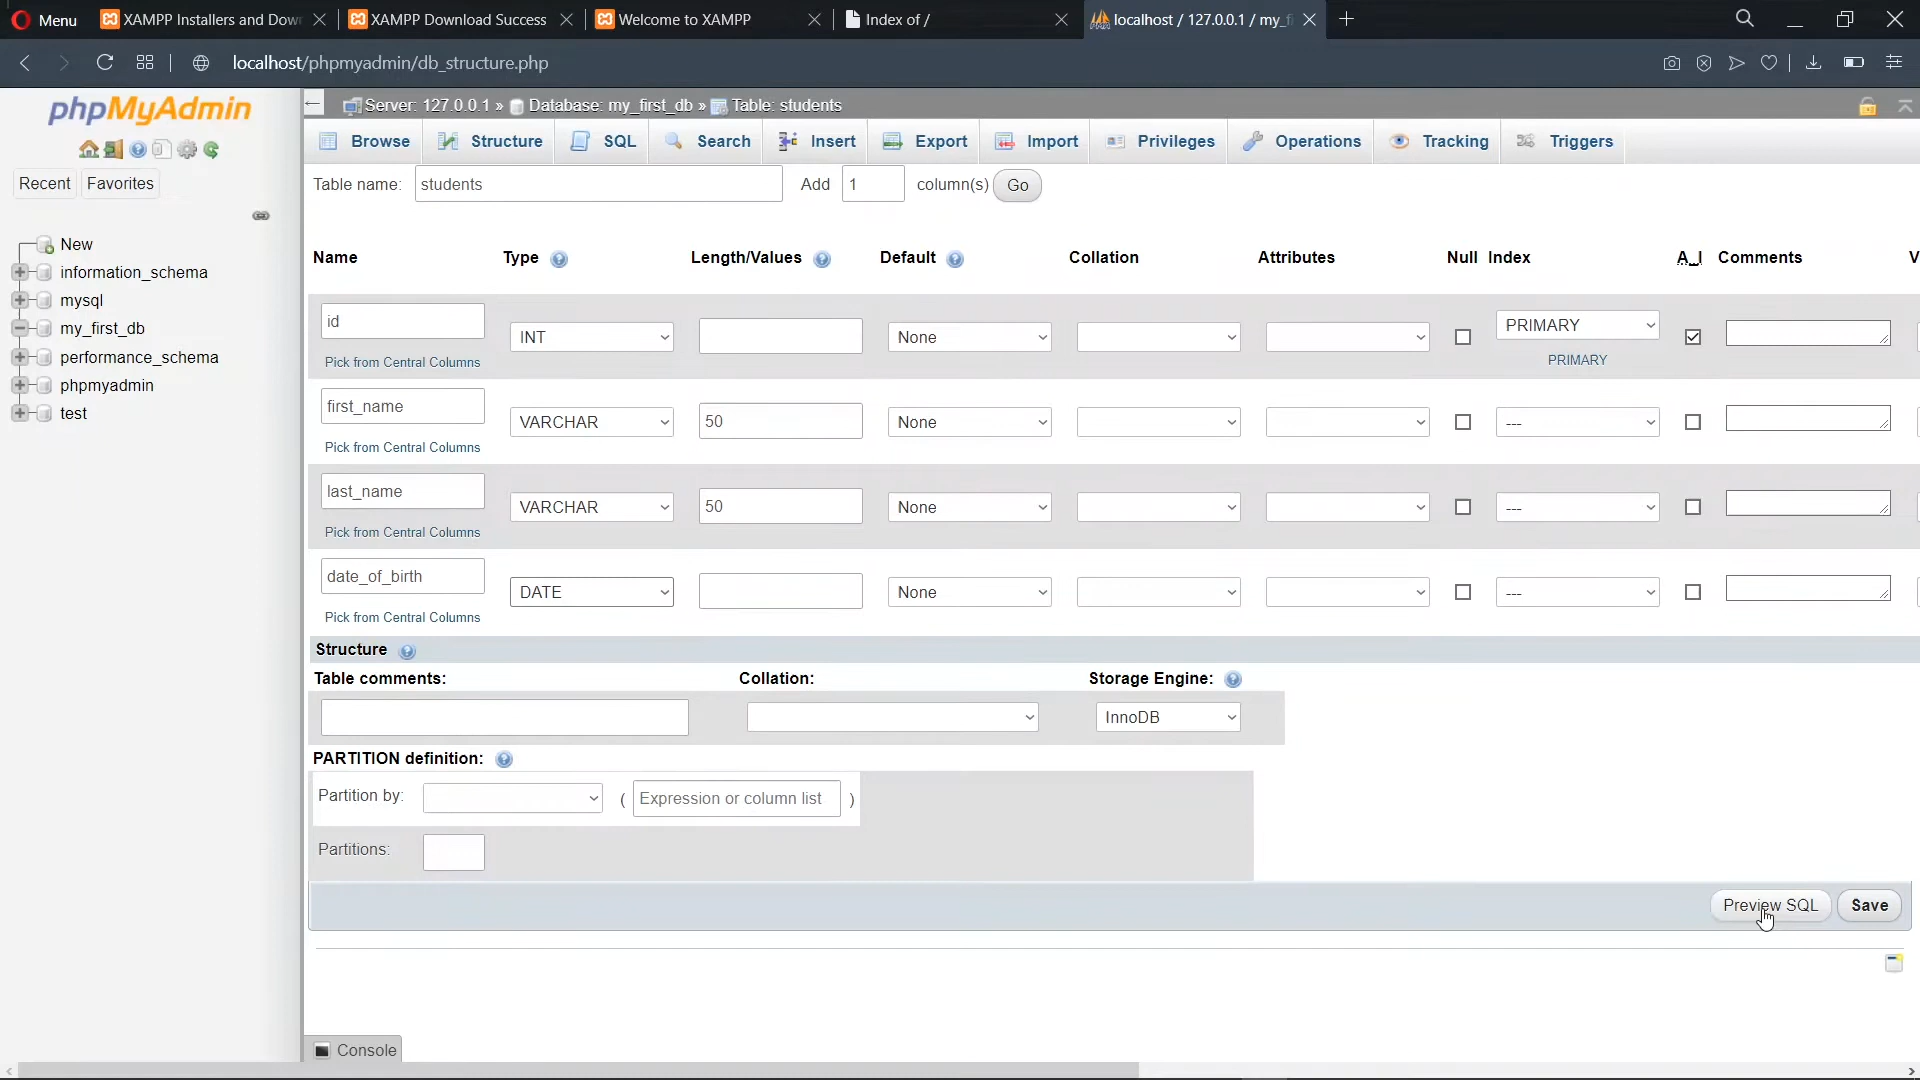 Menu
XAMPP Installers and Down
XAMPP Download Success
Welcome to XAMPP
Index of /
localhost / 127.0.0.1 / my_fi
localhost/phpmyadmin/db_structure.php
phpMyAdmin
Recent Favorites
New
information_schema
mysql
my_first_db
performance_schema
phpmyadmin
test
Server: 127.0.0.1 » Database: my_first_db » Table: students
Browse Structure SQL Search Insert Export Import Privileges Operations Tracking Triggers
Table name: students Add 1 column(s) Go
Name Type Length/Values Default Collation Attributes Null Index A_I Comments V
id INT None PRIMARY
Pick from Central Columns PRIMARY
first_name VARCHAR 50 None ---
Pick from Central Columns
last_name VARCHAR 50 None ---
Pick from Central Columns
date_of_birth DATE None ---
Pick from Central Columns
Structure
Table comments: Collation: Storage Engine:
InnoDB
PARTITION definition:
Partition by: ( Expression or column list )
Partitions:
Preview SQL Save
Console